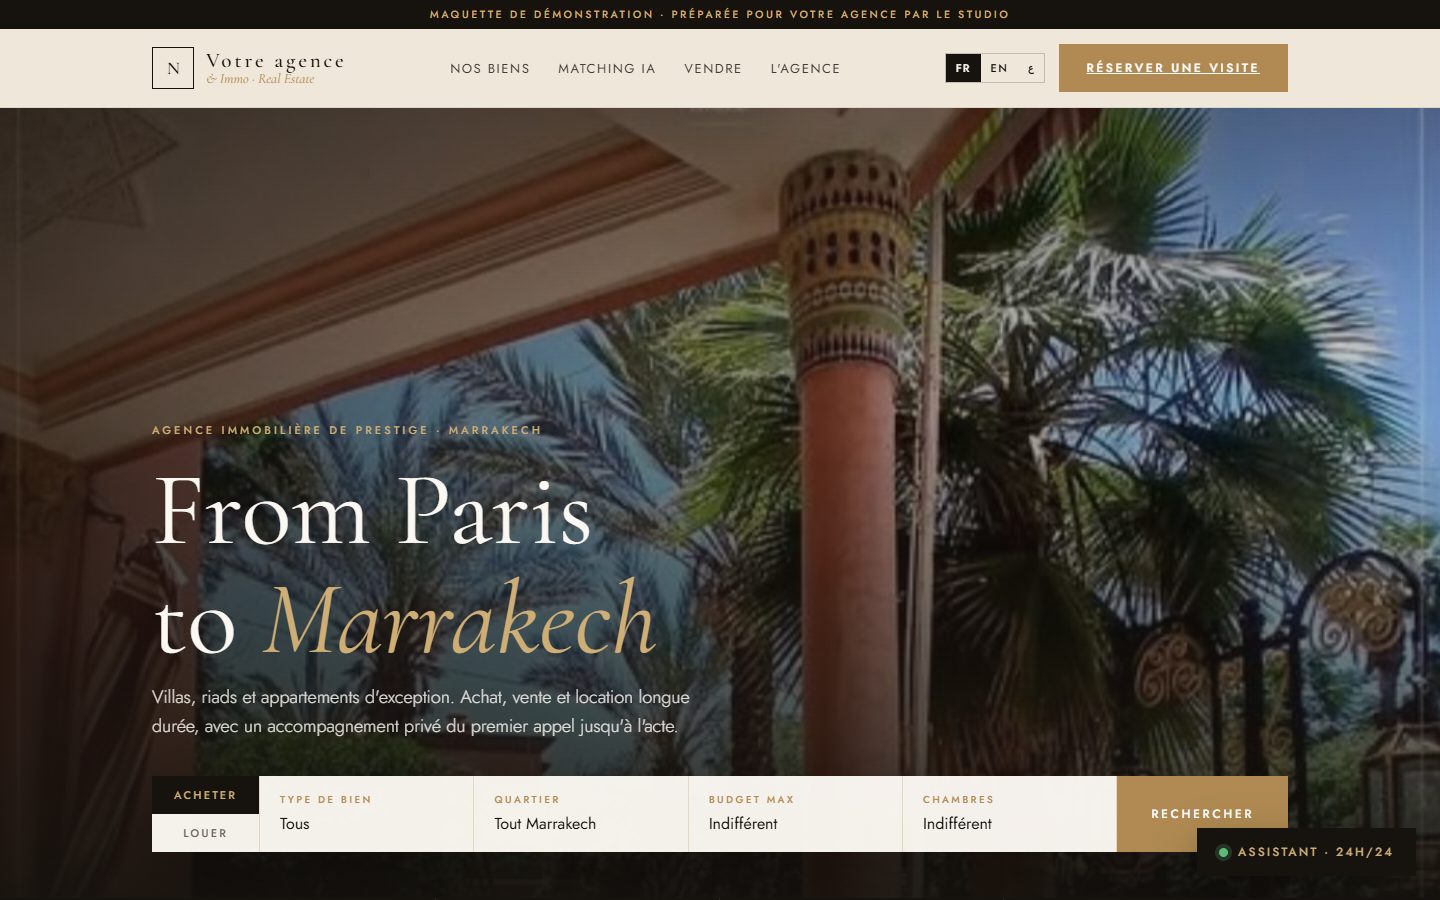 MAQUETTE DE DÉMONSTRATION · PRÉPARÉE POUR VOTRE AGENCE PAR LE STUDIO
N
Votre agence
& Immo · Real Estate
NOS BIENS
MATCHING IA
VENDRE
L'AGENCE
FR
EN
ع
RÉSERVER UNE VISITE
AGENCE IMMOBILIÈRE DE PRESTIGE · MARRAKECH
From Paris
to Marrakech
Villas, riads et appartements d'exception. Achat, vente et location longue
durée, avec un accompagnement privé du premier appel jusqu'à l'acte.
ACHETER
LOUER
TYPE DE BIEN
Tous
QUARTIER
Tout Marrakech
BUDGET MAX
Indifférent
CHAMBRES
Indifférent
RECHERCHER
ASSISTANT · 24H/24